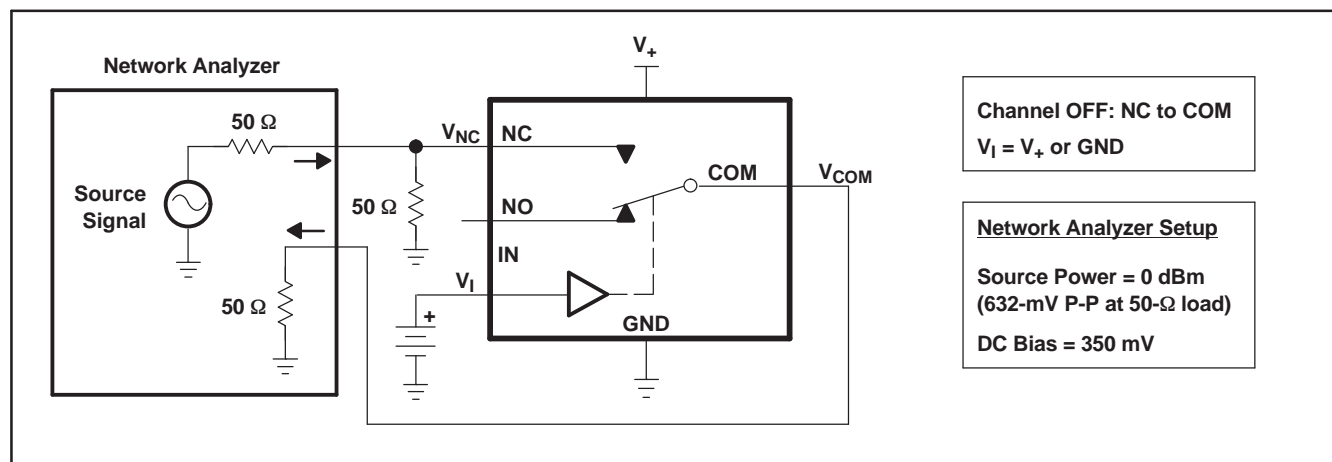 Network Analyzer
50 Ω
Source
Signal
50 Ω
V+
VNC
NC
50 Ω
NO
IN
VI
+
GND
COM
VCOM
Channel OFF: NC to COM
VI = V+ or GND
Network Analyzer Setup
Source Power = 0 dBm
(632-mV P-P at 50-Ω load)
DC Bias = 350 mV